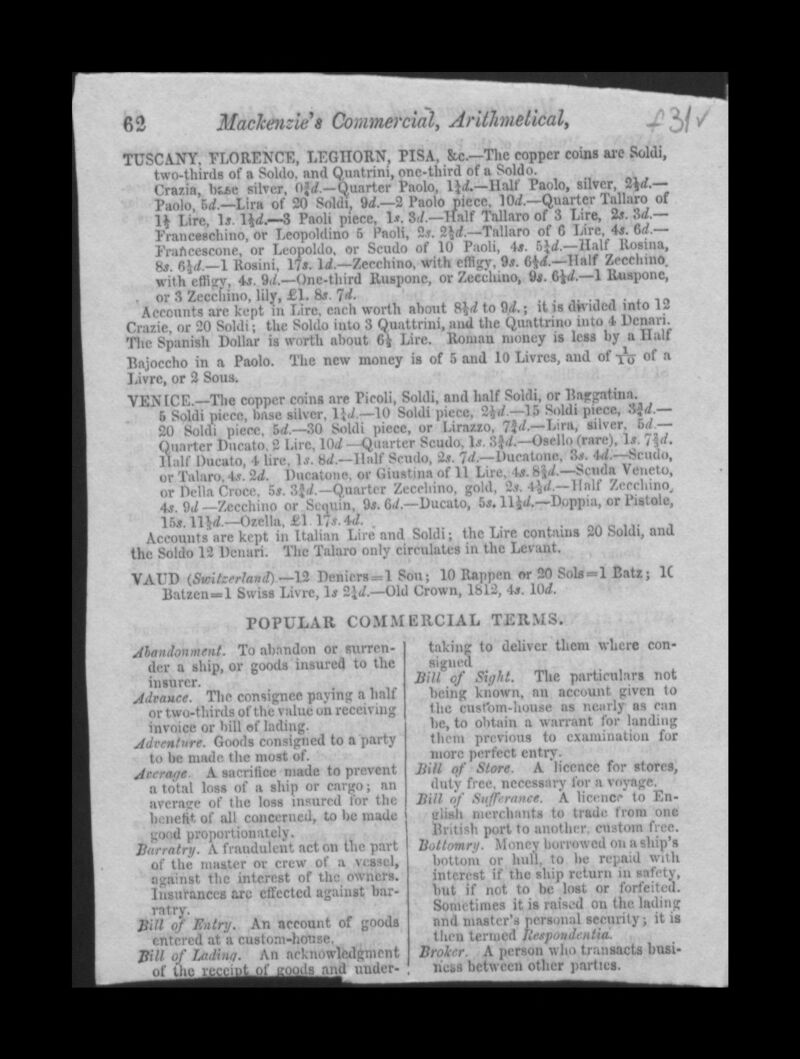 62 Mackenzie's Commercial, Arithmetical, £31✓
TUSCANY, FLORENCE, LEGHORN, PISA, &c.—The copper coins are Soldi,
two-thirds of a Soldo, and Quatrini, one-third of a Soldo.
Crazia, base silver, 0¾d.—Quarter Paolo, 1¼d.—Half Paolo, silver, 2½d.—
Paolo, 5d.—Lira of 20 Soldi, 9d.—2 Paolo piece, 10d.—Quarter Tallaro of
1½ Lire, 1s. 1½d.—3 Paoli piece, 1s. 3d.—Half Tallaro of 3 Lire, 2s. 3d.—
Franceschino, or Leopoldino 5 Paoli, 2s. 2¾d.—Tallaro of 6 Lire, 4s. 6d.—
Francescone, or Leopoldo, or Scudo of 10 Paoli, 4s. 5¼d.—Half Rosina,
8s. 6½d.—1 Rosini, 17s. 1d.—Zecchino, with effigy, 9s. 6¼d.—Half Zecchino
with effigy, 4s. 9d.—One-third Ruspone, or Zecchino, 9s. 6¼d.—1 Ruspone,
or 3 Zecchino, lily, £1. 8s. 7d.
Accounts are kept in Lire, each worth about 8½d to 9d.; it is divided into 12
Crazie, or 20 Soldi; the Soldo into 3 Quattrini, and the Quattrino into 4 Denari.
The Spanish Dollar is worth about 6½ Lire. Roman money is less by a Half
Bajoccho in a Paolo. The new money is of 5 and 10 Livres, and of 1/10 of a
Livre, or 2 Sous.
VENICE.—The copper coins are Picoli, Soldi, and half Soldi, or Baggatina.
5 Soldi piece, base silver, 1¼d.—10 Soldi piece, 2½d.—15 Soldi piece, 3¾d.—
20 Soldi piece, 5d.—30 Soldi piece, or Lirazzo, 7¾d.—Lira, silver, 5d.—
Quarter Ducato, 2 Lire, 10d—Quarter Scudo, 1s. 3¾d.—Osello (rare), 1s. 7¾d.
Half Ducato, 4 lire, 1s. 8d.—Half Scudo, 2s. 7d.—Ducatone, 3s. 4d.—Scudo,
or Talaro, 4s. 2d. Ducatone, or Giustina of 11 Lire, 4s. 8¾d.—Scuda Veneto,
or Della Croce, 5s. 3¾d.—Quarter Zecchino, gold, 2s. 4½d.—Half Zecchino,
4s. 9d—Zecchino or Sequin, 9s. 6d.—Ducato, 5s. 11½d.—Doppia, or Pistole,
15s. 11¾d.—Ozella, £1. 17s. 4d.
Accounts are kept in Italian Lire and Soldi; the Lire contains 20 Soldi, and
the Soldo 12 Denari. The Talaro only circulates in the Levant.
VAUD (Switzerland).—12 Deniers=1 Sou; 10 Rappen or 20 Sols=1 Batz; 10
Batzen=1 Swiss Livre, 1s 2¼d.—Old Crown, 1812, 4s. 10d.
POPULAR COMMERCIAL TERMS.
Abandonment. To abandon or surren-
der a ship, or goods insured to the
insurer.
Advance. The consignee paying a half
or two-thirds of the value on receiving
invoice or bill of lading.
Adventure. Goods consigned to a party
to be made the most of.
Average. A sacrifice made to prevent
a total loss of a ship or cargo; an
average of the loss insured for the
benefit of all concerned, to be made
good proportionately.
Barratry. A fraudulent act on the part
of the master or crew of a vessel,
against the interest of the owners.
Insurances are effected against bar-
ratry.
Bill of Entry. An account of goods
entered at a custom-house.
Bill of Lading. An acknowledgment
of the receipt of goods and under-
taking to deliver them where con-
signed
Bill of Sight. The particulars not
being known, an account given to
the custom-house as nearly as can
be, to obtain a warrant for landing
them previous to examination for
more perfect entry.
Bill of Store. A licence for stores,
duty free, necessary for a voyage.
Bill of Sufferance. A licence to En-
glish merchants to trade from one
British port to another, custom free.
Bottomry. Money borrowed on a ship's
bottom or hull, to be repaid with
interest if the ship return in safety,
but if not to be lost or forfeited.
Sometimes it is raised on the lading
and master's personal security; it is
then termed Respondentia.
Broker. A person who transacts busi-
ness between other parties.